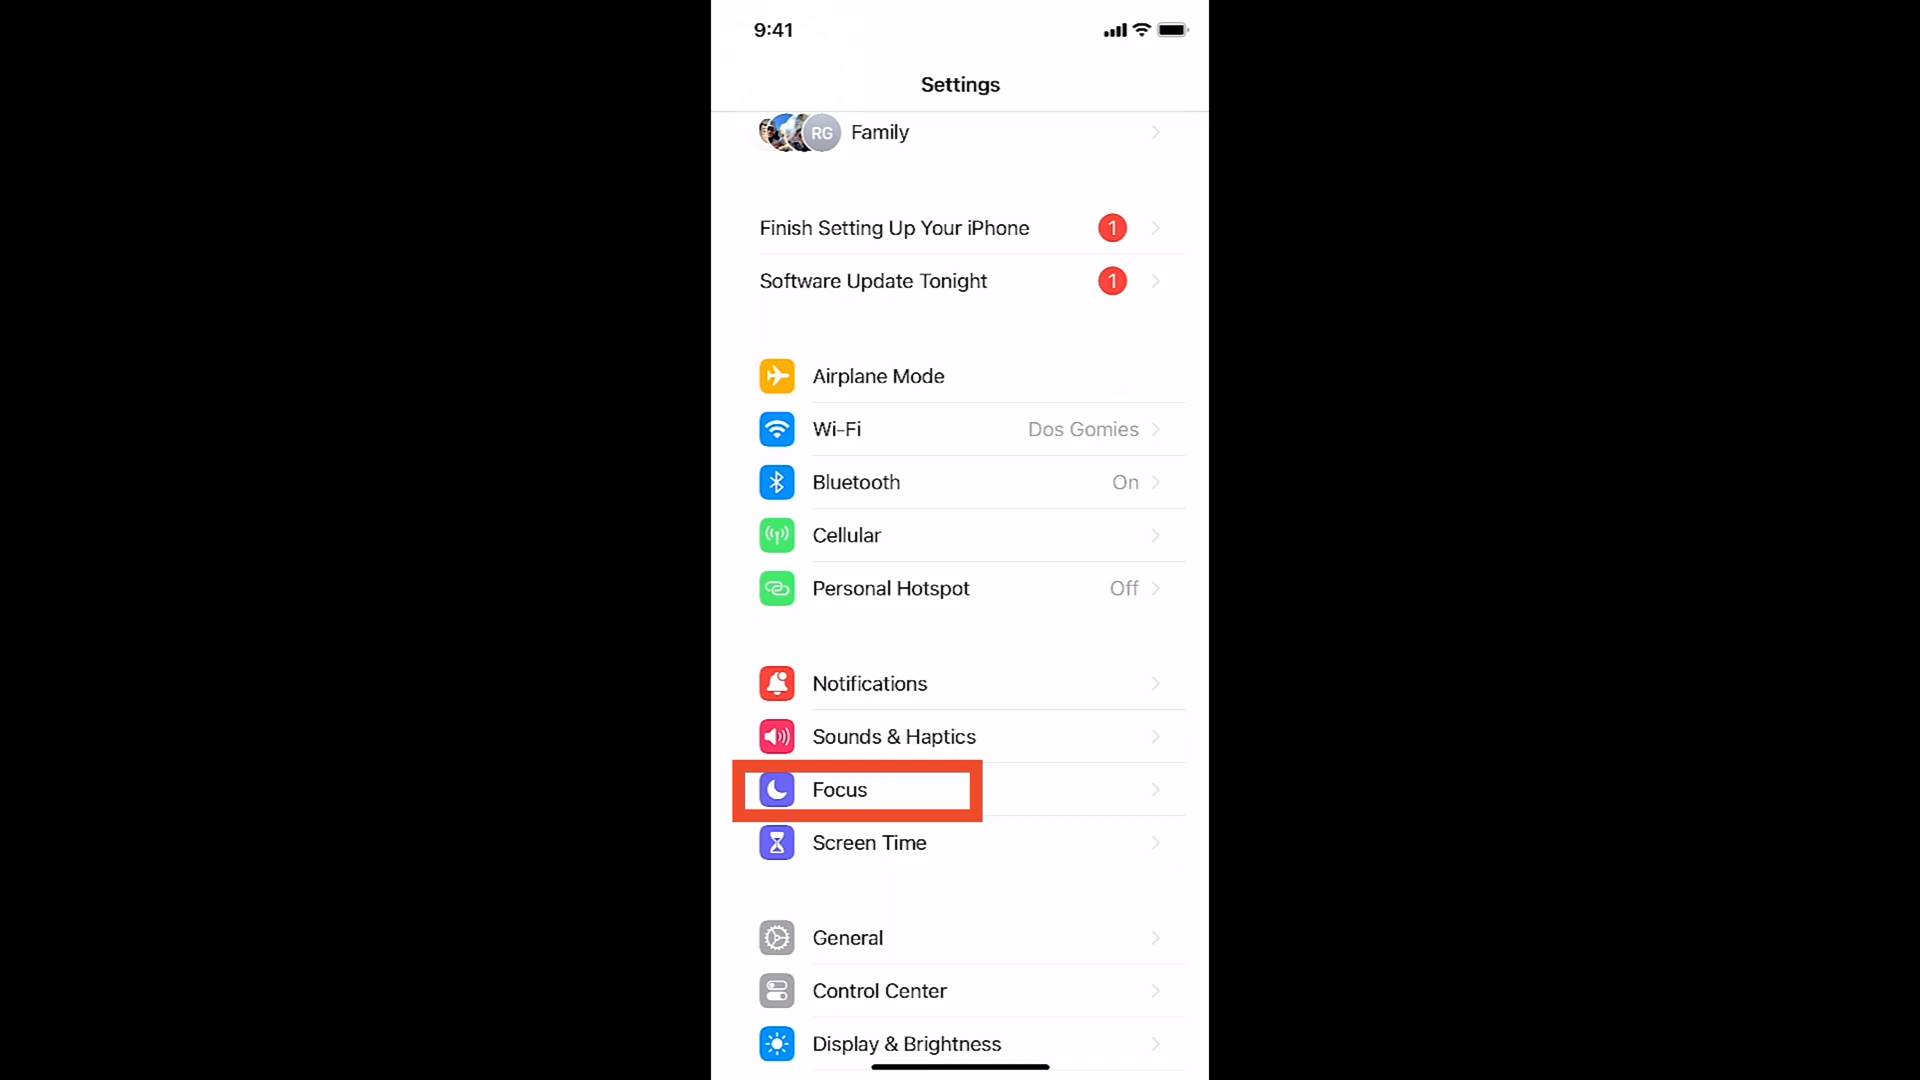 9:41
Settings
RG Family
Finish Setting Up Your iPhone 1
Software Update Tonight 1
Airplane Mode
Wi-Fi Dos Gomies
Bluetooth On
Cellular
Personal Hotspot Off
Notifications
Sounds & Haptics
Focus
Screen Time
General
Control Center
Display & Brightness